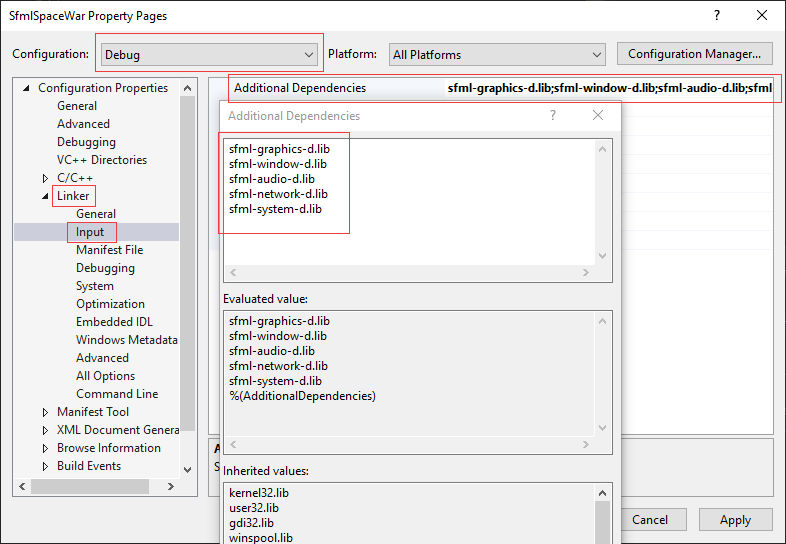 SfmlSpaceWar Property Pages
Configuration: Debug Platform: All Platforms Configuration Manager...
Configuration Properties
General
Advanced
Debugging
VC++ Directories
C/C++
Linker
General
Input
Manifest File
Debugging
System
Optimization
Embedded IDL
Windows Metadata
Advanced
All Options
Command Line
Manifest Tool
XML Document Genera
Browse Information
Build Events
Additional Dependencies sfml-graphics-d.lib;sfml-window-d.lib;sfml-audio-d.lib;sfml
Additional Dependencies
sfml-graphics-d.lib
sfml-window-d.lib
sfml-audio-d.lib
sfml-network-d.lib
sfml-system-d.lib
Evaluated value:
sfml-graphics-d.lib
sfml-window-d.lib
sfml-audio-d.lib
sfml-network-d.lib
sfml-system-d.lib
%(AdditionalDependencies)
Inherited values:
kernel32.lib
user32.lib
gdi32.lib
winspool.lib
Cancel Apply